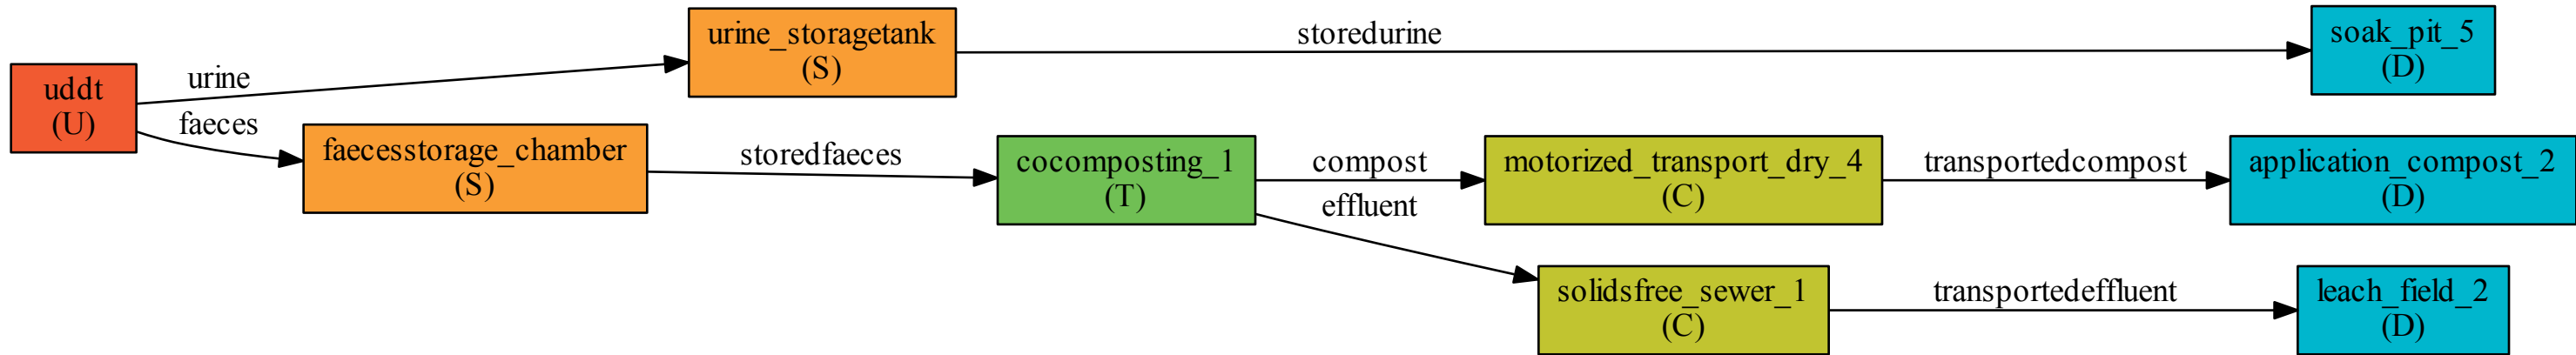 uddt
(U)
urine
faeces
urine_storagetank
(S)
faecesstorage_chamber
(S)
storedurine
storedfaeces
cocomposting_1
(T)
compost
effluent
motorized_transport_dry_4
(C)
solidsfree_sewer_1
(C)
transportedcompost
transportedeffluent
soak_pit_5
(D)
application_compost_2
(D)
leach_field_2
(D)